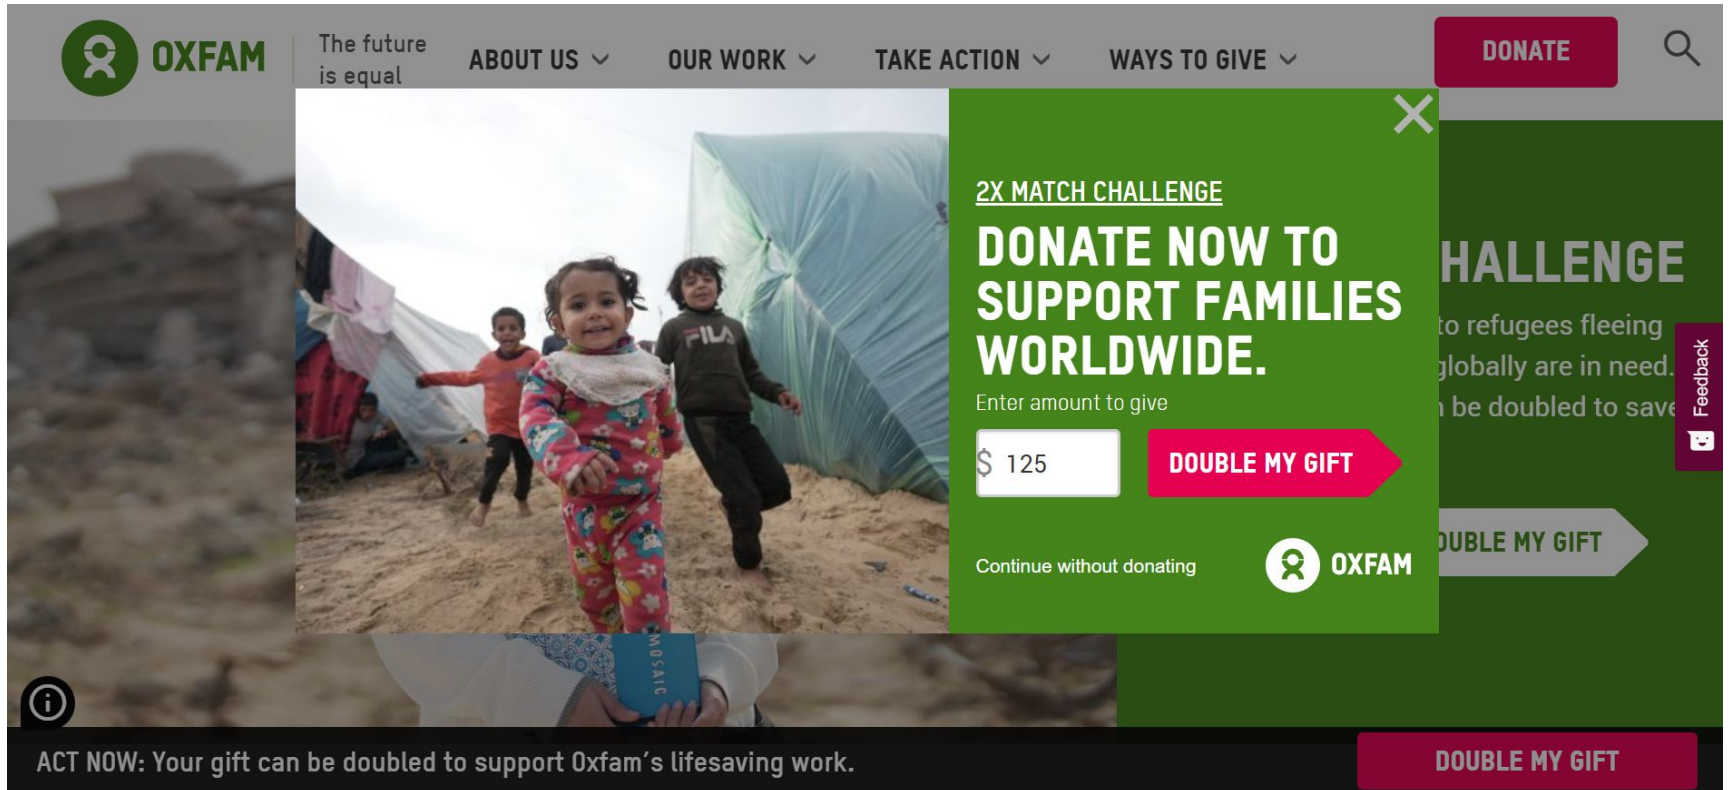 OXFAM
The future
is equal
ABOUT US
OUR WORK
TAKE ACTION
WAYS TO GIVE
DONATE
2X MATCH CHALLENGE
DONATE NOW TO
SUPPORT FAMILIES
WORLDWIDE.
Enter amount to give
$ 125
DOUBLE MY GIFT
Continue without donating
OXFAM
FILA
HALLENGE
to refugees fleeing
globally are in need.
be doubled to save
OUBLE MY GIFT
Feedback
MOSAIC
ACT NOW: Your gift can be doubled to support Oxfam's lifesaving work.
DOUBLE MY GIFT